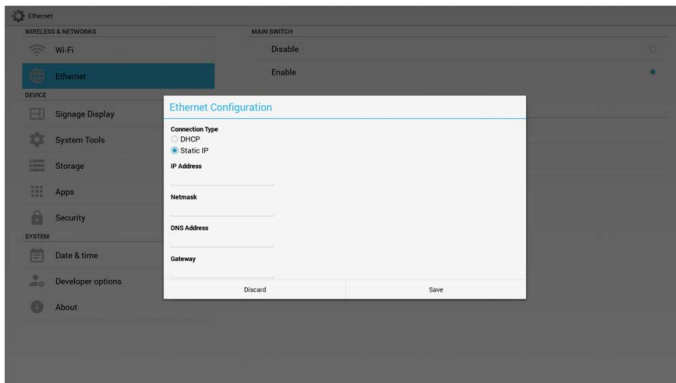 Ethernet
WIRELESS & NETWORKS
Wi-Fi
Ethernet
DEVICE
Signage Display
System Tools
Storage
Apps
Security
SYSTEM
Date & time
Developer options
About
MAIN SWITCH
Disable
Enable
Ethernet Configuration
Connection Type
DHCP
Static IP
IP Address
Netmask
DNS Address
Gateway
Discard
Save